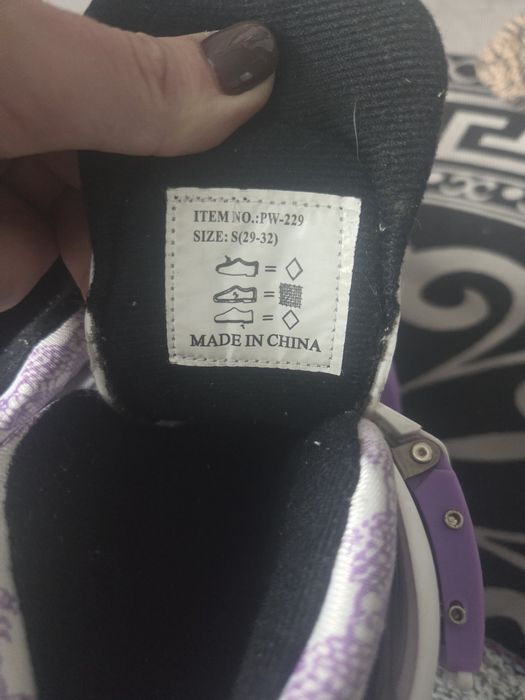 ITEM NO.:PW-229
SIZE: S(29-32)
=
=
=
MADE IN CHINA